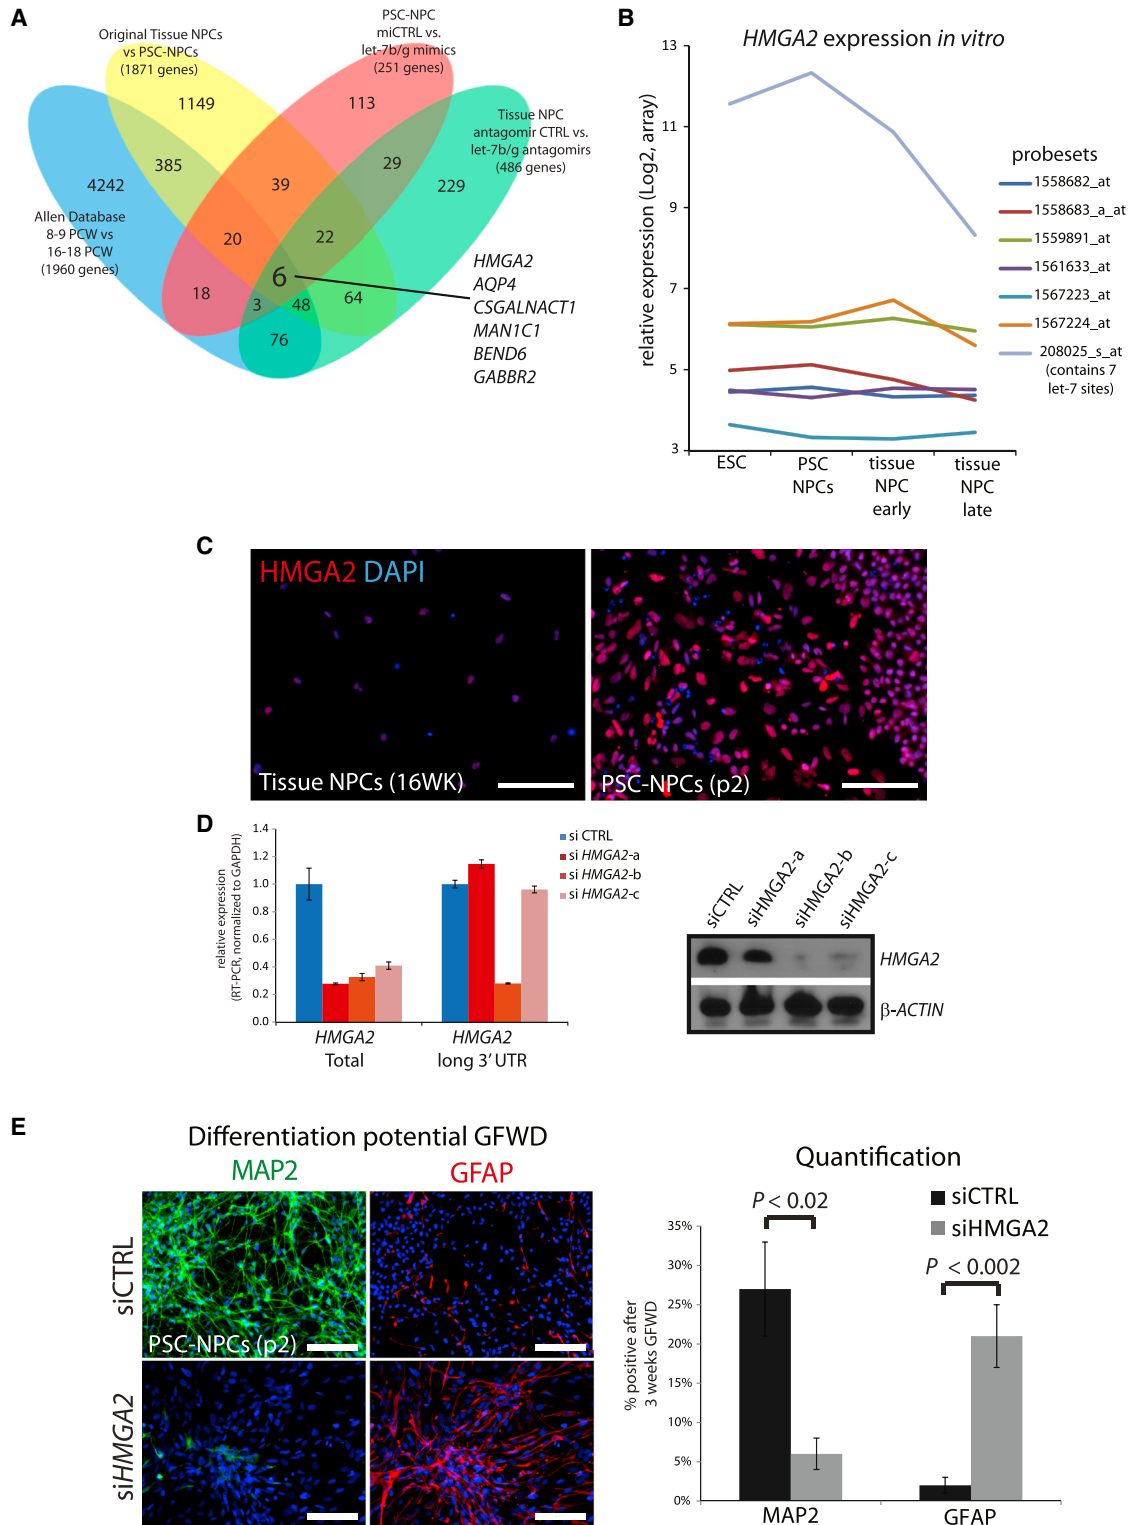 A
Original Tissue NPCs
vs PSC-NPCs
(1871 genes)
PSC-NPC
miCTRL vs.
let-7b/g mimics
(251 genes)
Tissue NPC
antagomir CTRL vs.
let-7b/g antagomirs
(486 genes)
Allen Database
8-9 PCW vs
16-18 PCW
(1960 genes)
1149
113
385
39
29
4242
229
20
22
6
18
3
48
64
76
HMGA2
AQP4
CSGALNACT1
MAN1C1
BEND6
GABBR2
B
HMGA2 expression in vitro
relative expression (Log2, array)
13
11
9
7
5
3
ESC
PSC
NPCs
tissue
NPC
early
tissue
NPC
late
probesets
1558682_at
1558683_a_at
1559891_at
1561633_at
1567223_at
1567224_at
208025_s_at
(contains 7
let-7 sites)
C
HMGA2 DAPI
Tissue NPCs (16WK)
PSC-NPCs (p2)
D
relative expression
(RT-PCR, normalized to GAPDH)
1.4
1.2
1.0
0.8
0.6
0.4
0.2
0.0
HMGA2
Total
HMGA2
long 3' UTR
si CTRL
si HMGA2-a
si HMGA2-b
si HMGA2-c
siCTRL
siHMGA2-a
siHMGA2-b
siHMGA2-c
HMGA2
β-ACTIN
E
Differentiation potential GFWD
MAP2
GFAP
siCTRL
PSC-NPCs (p2)
siHMGA2
Quantification
siCTRL
siHMGA2
P < 0.02
P < 0.002
% positive after
3 weeks GFWD
35%
30%
25%
20%
15%
10%
5%
0%
MAP2
GFAP